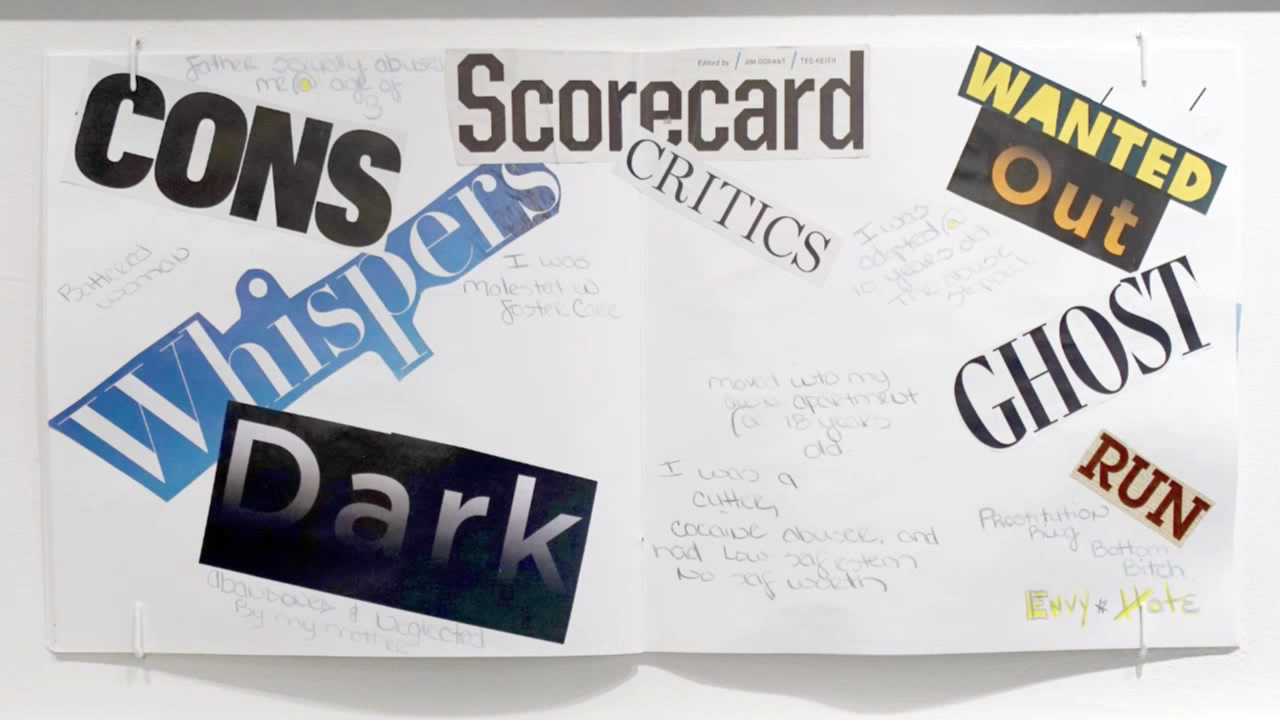 father sexually abused
me @ age of
3
CONS
Scorecard
Edited by / JIM GORANT / TED KEITH
CRITICS
WANTED
Out
Whispers
Battered
woman
I was
molested in
foster care
I was
adopted @
10 years old.
The abuse
stopped
GHOST
moved into my
own apartment
@ 18 years
old
Dark
I was a
cutter,
cocaine abuser, and
had low self esteem
No self worth
RUN
Prostitution
Ring
Bottom
Bitch
Envy & Hate
Abandoned & Neglected
By my mother